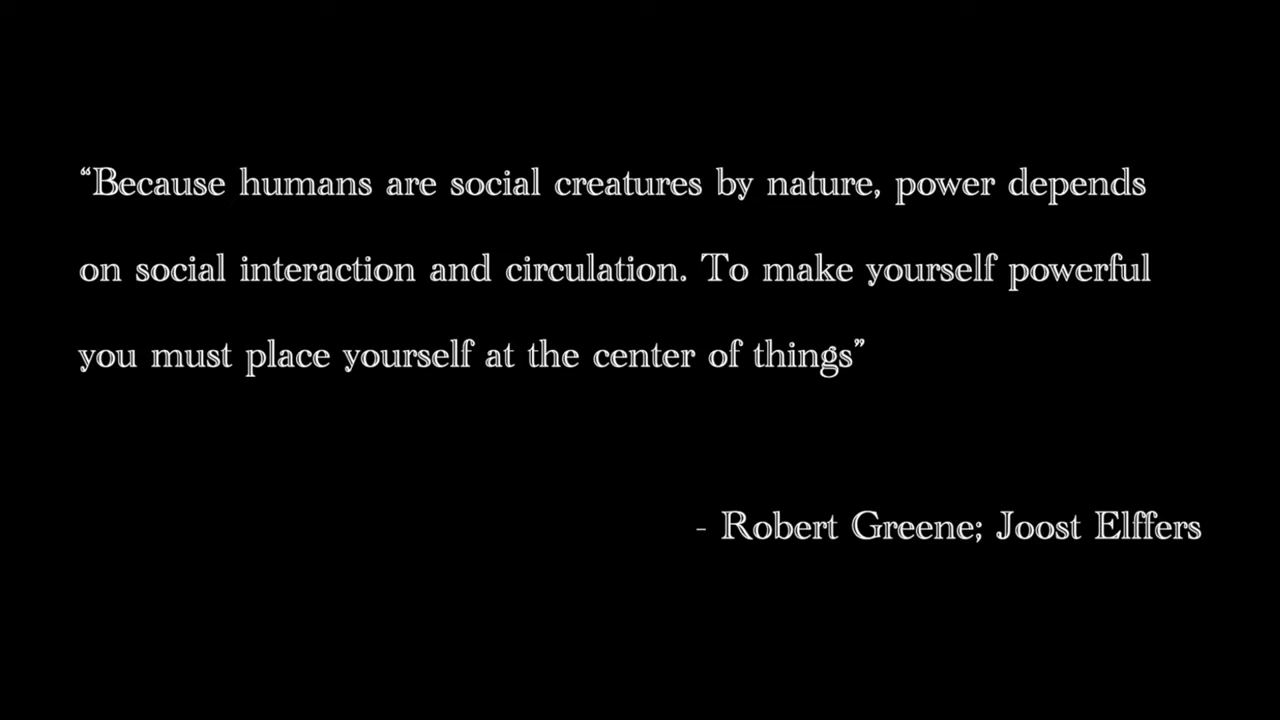 “Because humans are social creatures by nature, power depends
on social interaction and circulation. To make yourself powerful
you must place yourself at the center of things”
- Robert Greene; Joost Elffers